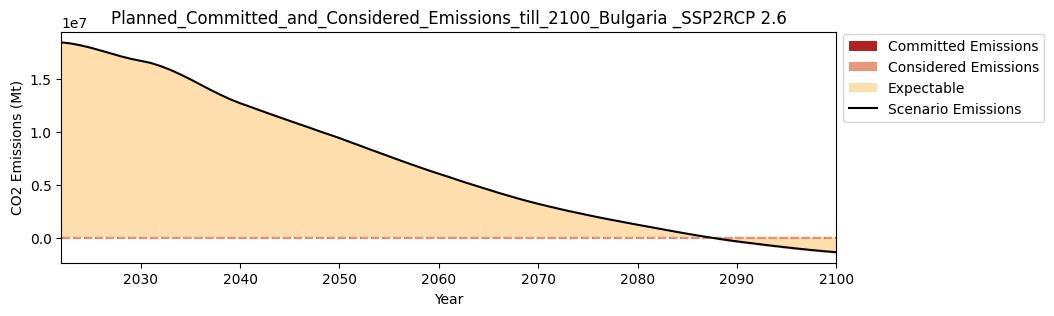 Planned_Committed_and_Considered_Emissions_till_2100_Bulgaria _SSP2RCP 2.6
1e7
1.5
1.0
0.5
0.0
CO2 Emissions (Mt)
2030 2040 2050 2060 2070 2080 2090 2100
Year
Committed Emissions
Considered Emissions
Expectable
Scenario Emissions